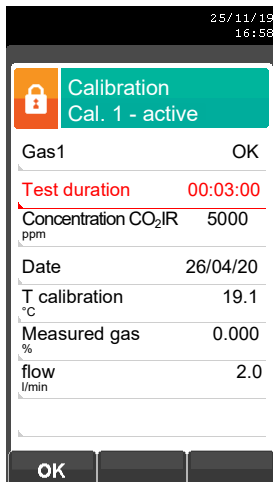 25/11/19
16:58
Calibration
Cal. 1 - active
Gas1 OK
Test duration 00:03:00
Concentration CO₂IR 5000
ppm
Date 26/04/20
T calibration 19.1
°C
Measured gas 0.000
%
flow 2.0
l/min
OK